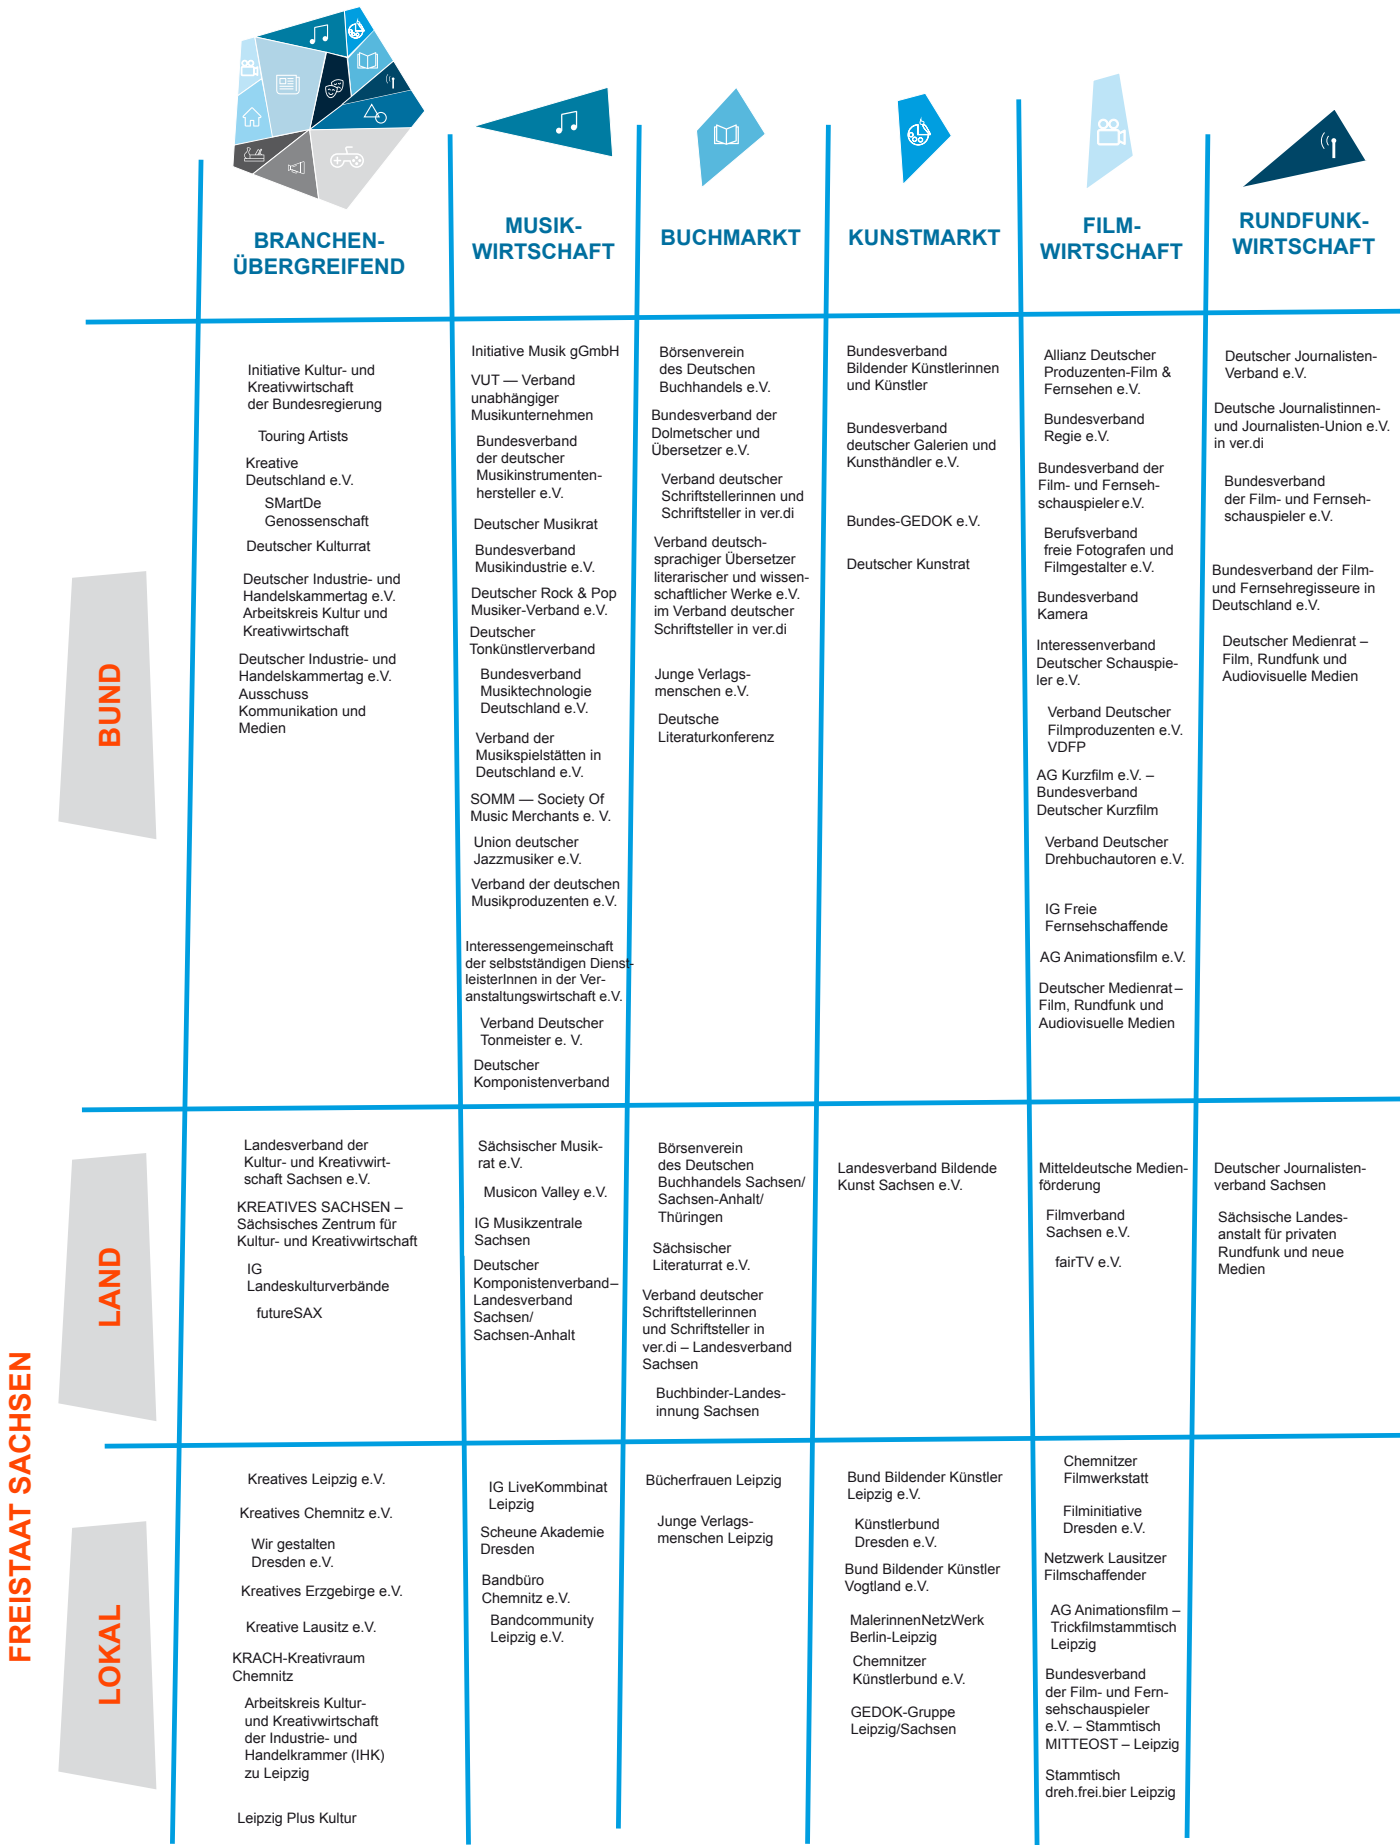 BRANCHEN-
ÜBERGREIFEND
MUSIK-
WIRTSCHAFT
BUCHMARKT
KUNSTMARKT
FILM-
WIRTSCHAFT
RUNDFUNK-
WIRTSCHAFT
FREISTAAT SACHSEN
BUND
Initiative Kultur- und
Kreativwirtschaft
der Bundesregierung
Touring Artists
Kreative
Deutschland e.V.
SMartDe
Genossenschaft
Deutscher Kulturrat
Deutscher Industrie- und
Handelskammertag e.V.
Arbeitskreis Kultur und
Kreativwirtschaft
Deutscher Industrie- und
Handelskammertag e.V.
Ausschuss
Kommunikation und
Medien
Initiative Musik gGmbH
VUT — Verband
unabhängiger
Musikunternehmen
Bundesverband
der deutscher
Musikinstrumenten-
hersteller e.V.
Deutscher Musikrat
Bundesverband
Musikindustrie e.V.
Deutscher Rock & Pop
Musiker-Verband e.V.
Deutscher
Tonkünstlerverband
Bundesverband
Musiktechnologie
Deutschland e.V.
Verband der
Musikspielstätten in
Deutschland e.V.
SOMM — Society Of
Music Merchants e. V.
Union deutscher
Jazzmusiker e.V.
Verband der deutschen
Musikproduzenten e.V.
Interessengemeinschaft
der selbstständigen Dienst-
leisterInnen in der Ver-
anstaltungswirtschaft e.V.
Verband Deutscher
Tonmeister e. V.
Deutscher
Komponistenverband
Börsenverein
des Deutschen
Buchhandels e.V.
Bundesverband der
Dolmetscher und
Übersetzer e.V.
Verband deutscher
Schriftstellerinnen und
Schriftsteller in ver.di
Verband deutsch-
sprachiger Übersetzer
literarischer und wissen-
schaftlicher Werke e.V.
im Verband deutscher
Schriftsteller in ver.di
Junge Verlags-
menschen e.V.
Deutsche
Literaturkonferenz
Bundesverband
Bildender Künstlerinnen
und Künstler
Bundesverband
deutscher Galerien und
Kunsthändler e.V.
Bundes-GEDOK e.V.
Deutscher Kunstrat
Allianz Deutscher
Produzenten-Film &
Fernsehen e.V.
Bundesverband
Regie e.V.
Bundesverband der
Film- und Fernseh-
schauspieler e.V.
Berufsverband
freie Fotografen und
Filmgestalter e.V.
Bundesverband
Kamera
Interessenverband
Deutscher Schauspie-
ler e.V.
Verband Deutscher
Filmproduzenten e.V.
VDFP
AG Kurzfilm e.V. –
Bundesverband
Deutscher Kurzfilm
Verband Deutscher
Drehbuchautoren e.V.
IG Freie
Fernsehschaffende
AG Animationsfilm e.V.
Deutscher Medienrat –
Film, Rundfunk und
Audiovisuelle Medien
Deutscher Journalisten-
Verband e.V.
Deutsche Journalistinnen-
und Journalisten-Union e.V.
in ver.di
Bundesverband
der Film- und Fernseh-
schauspieler e.V.
Bundesverband der Film-
und Fernsehregisseure in
Deutschland e.V.
Deutscher Medienrat –
Film, Rundfunk und
Audiovisuelle Medien
LAND
Landesverband der
Kultur- und Kreativwirt-
schaft Sachsen e.V.
KREATIVES SACHSEN –
Sächsisches Zentrum für
Kultur- und Kreativwirtschaft
IG
Landeskulturverbände
futureSAX
Sächsischer Musik-
rat e.V.
Musicon Valley e.V.
IG Musikzentrale
Sachsen
Deutscher
Komponistenverband–
Landesverband
Sachsen/
Sachsen-Anhalt
Börsenverein
des Deutschen
Buchhandels Sachsen/
Sachsen-Anhalt/
Thüringen
Sächsischer
Literaturrat e.V.
Verband deutscher
Schriftstellerinnen
und Schriftsteller in
ver.di – Landesverband
Sachsen
Buchbinder-Landes-
innung Sachsen
Landesverband Bildende
Kunst Sachsen e.V.
Mitteldeutsche Medien-
förderung
Filmverband
Sachsen e.V.
fairTV e.V.
Deutscher Journalisten-
verband Sachsen
Sächsische Landes-
anstalt für privaten
Rundfunk und neue
Medien
LOKAL
Kreatives Leipzig e.V.
Kreatives Chemnitz e.V.
Wir gestalten
Dresden e.V.
Kreatives Erzgebirge e.V.
Kreative Lausitz e.V.
KRACH-Kreativraum
Chemnitz
Arbeitskreis Kultur-
und Kreativwirtschaft
der Industrie- und
Handelkrammer (IHK)
zu Leipzig
Leipzig Plus Kultur
IG LiveKommbinat
Leipzig
Scheune Akademie
Dresden
Bandbüro
Chemnitz e.V.
Bandcommunity
Leipzig e.V.
Bücherfrauen Leipzig
Junge Verlags-
menschen Leipzig
Bund Bildender Künstler
Leipzig e.V.
Künstlerbund
Dresden e.V.
Bund Bildender Künstler
Vogtland e.V.
MalerinnenNetzWerk
Berlin-Leipzig
Chemnitzer
Künstlerbund e.V.
GEDOK-Gruppe
Leipzig/Sachsen
Chemnitzer
Filmwerkstatt
Filminitiative
Dresden e.V.
Netzwerk Lausitzer
Filmschaffender
AG Animationsfilm –
Trickfilmstammtisch
Leipzig
Bundesverband
der Film- und Fern-
sehschauspieler
e.V. – Stammtisch
MITTEOST – Leipzig
Stammtisch
dreh.frei.bier Leipzig